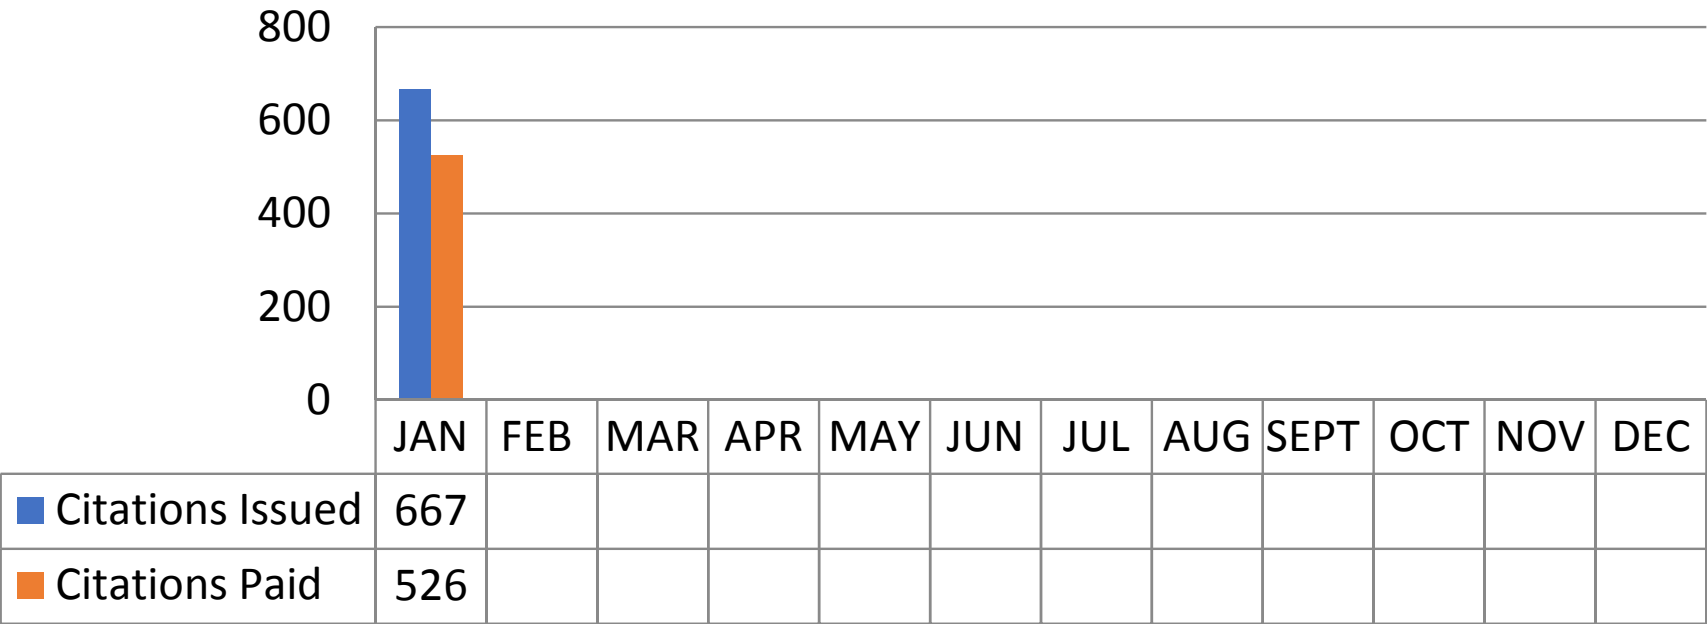 800
600
400
200
0
JAN FEB MAR APR MAY JUN JUL AUG SEPT OCT NOV DEC
Citations Issued 667
Citations Paid 526